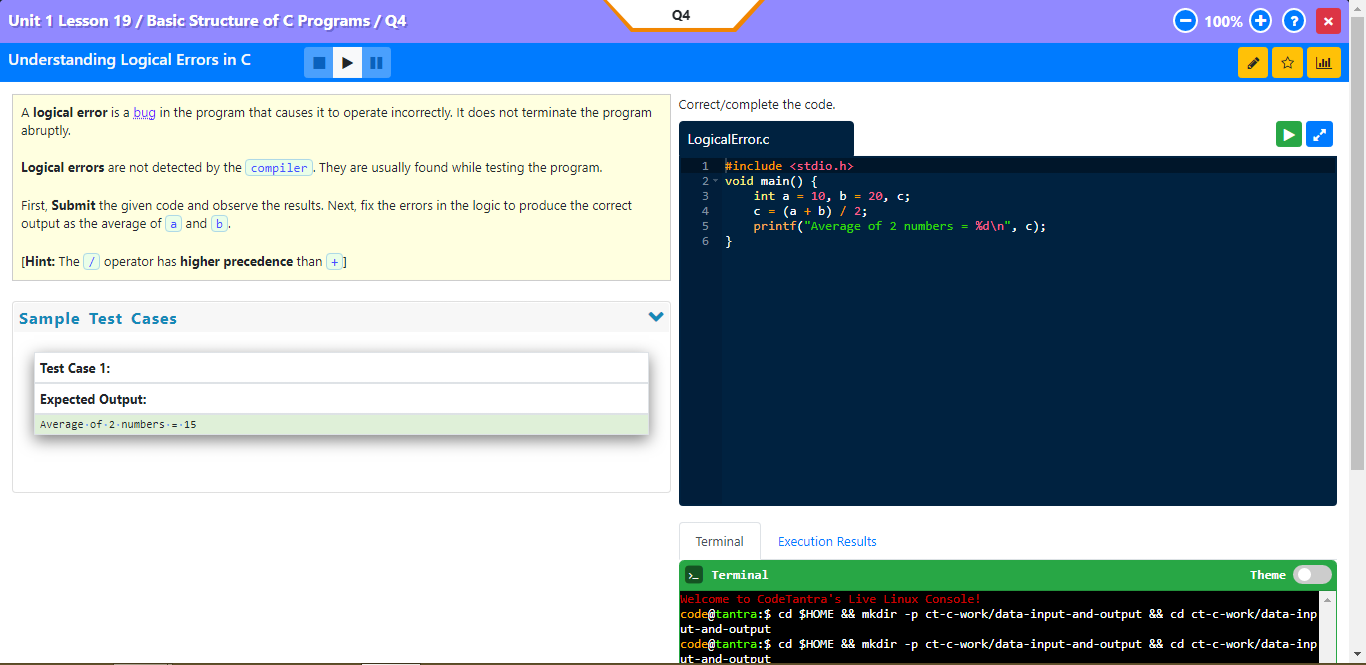 Unit 1 Lesson 19 / Basic Structure of C Programs / Q4
Q4
100%
?
Understanding Logical Errors in C
A logical error is a bug in the program that causes it to operate incorrectly. It does not terminate the program
abruptly.
Logical errors are not detected by the compiler. They are usually found while testing the program.
First, Submit the given code and observe the results. Next, fix the errors in the logic to produce the correct
output as the average of a and b.
[Hint: The / operator has higher precedence than +]
Sample Test Cases
Test Case 1:
Expected Output:
Average·of·2·numbers·=·15
Correct/complete the code.
LogicalError.c
1 #include <stdio.h>
2 void main() {
3 int a = 10, b = 20, c;
4 c = (a + b) / 2;
5 printf("Average of 2 numbers = %d\n", c);
6 }
Terminal
Execution Results
>_ Terminal
Theme
Welcome to CodeTantra's Live Linux Console!
code@tantra:$ cd $HOME && mkdir -p ct-c-work/data-input-and-output && cd ct-c-work/data-inp
ut-and-output
code@tantra:$ cd $HOME && mkdir -p ct-c-work/data-input-and-output && cd ct-c-work/data-inp
ut-and-output